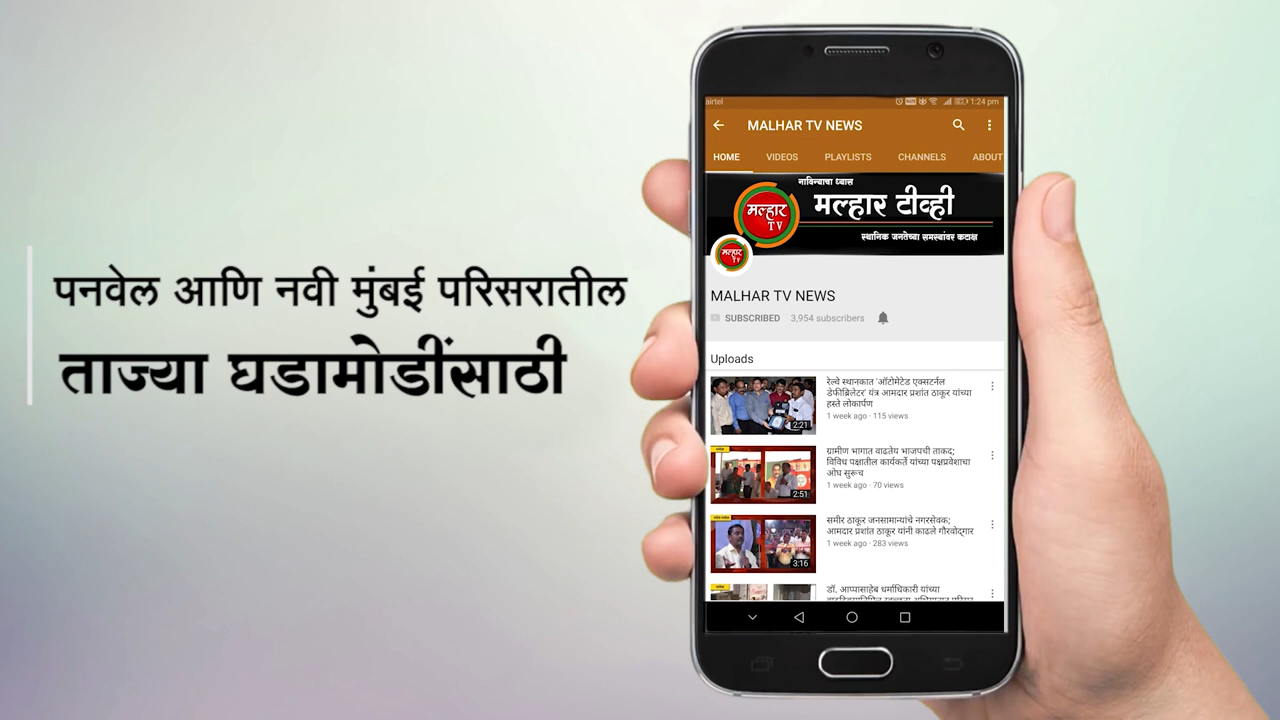 पनवेल आणि नवी मुंबई परिसरातील
ताज्या घडामोडींसाठी
airtel
1:24 pm
MALHAR TV NEWS
HOME VIDEOS PLAYLISTS CHANNELS ABOUT
नाविन्याचा ध्यास
मल्हार टीव्ही
मल्हार
TV
स्थानिक जनतेच्या समस्यांवर कटाक्ष
मल्हार
TV
MALHAR TV NEWS
SUBSCRIBED 3,954 subscribers
Uploads
रेल्वे स्थानकात 'ऑटोमेटेड एक्सटर्नल
डेफीब्रिलेटर' यंत्र आमदार प्रशांत ठाकूर यांच्या
हस्ते लोकार्पण
1 week ago · 115 views
2:21
ग्रामीण भागात वाढतेय भाजपची ताकद;
विविध पक्षातील कार्यकर्ते यांच्या पक्षप्रवेशाचा
ओघ सुरूच
1 week ago · 70 views
2:51
समीर ठाकूर जनसामान्यांचे नगरसेवक;
आमदार प्रशांत ठाकूर यांनी काढले गौरवोद्गार
1 week ago · 283 views
3:16
डॉ. आप्पासाहेब धर्माधिकारी यांच्या